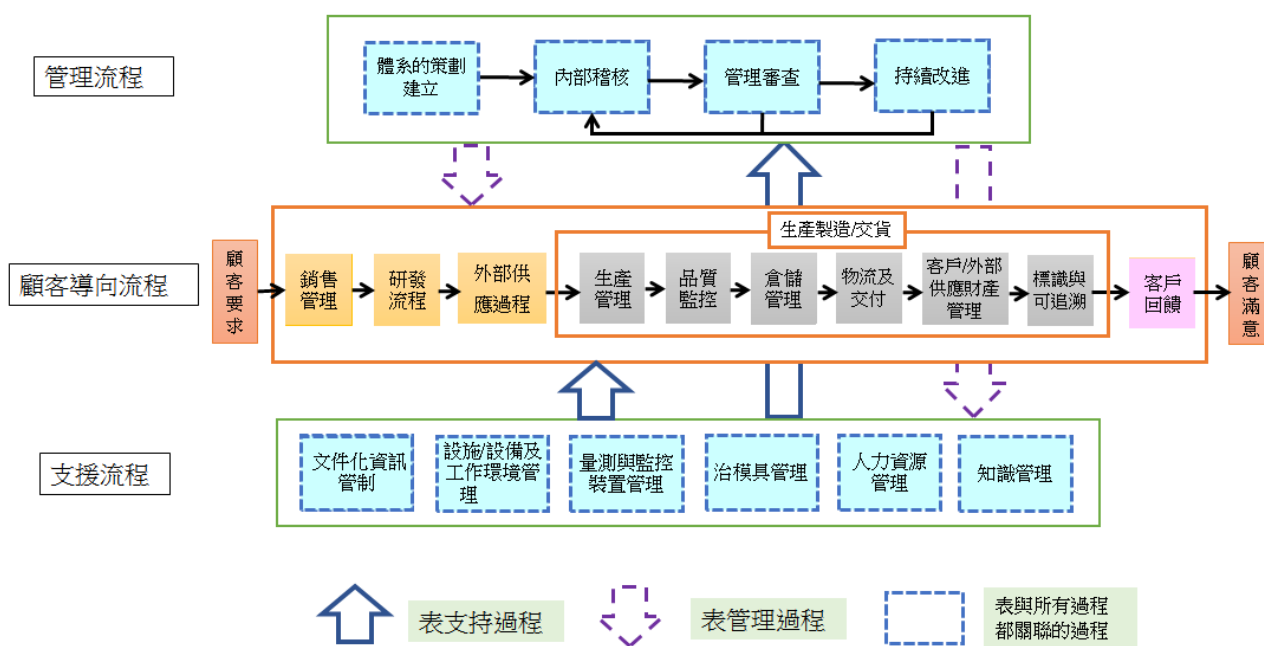 管理流程
體系的策劃
建立
內部稽核
管理審查
持續改進
顧客導向流程
顧
客
要
求
銷售
管理
研發
流程
外部供
應過程
生產製造/交貨
生產
管理
品質
監控
倉儲
管理
物流及
交付
客戶/外部
供應財產
管理
標識與
可追溯
客戶
回饋
顧
客
滿
意
支援流程
文件化資訊
管制
設施/設備及
工作環境管
理
量測與監控
裝置管理
治模具管理
人力資源
管理
知識管理
表支持過程
表管理過程
表與所有過程
都關聯的過程